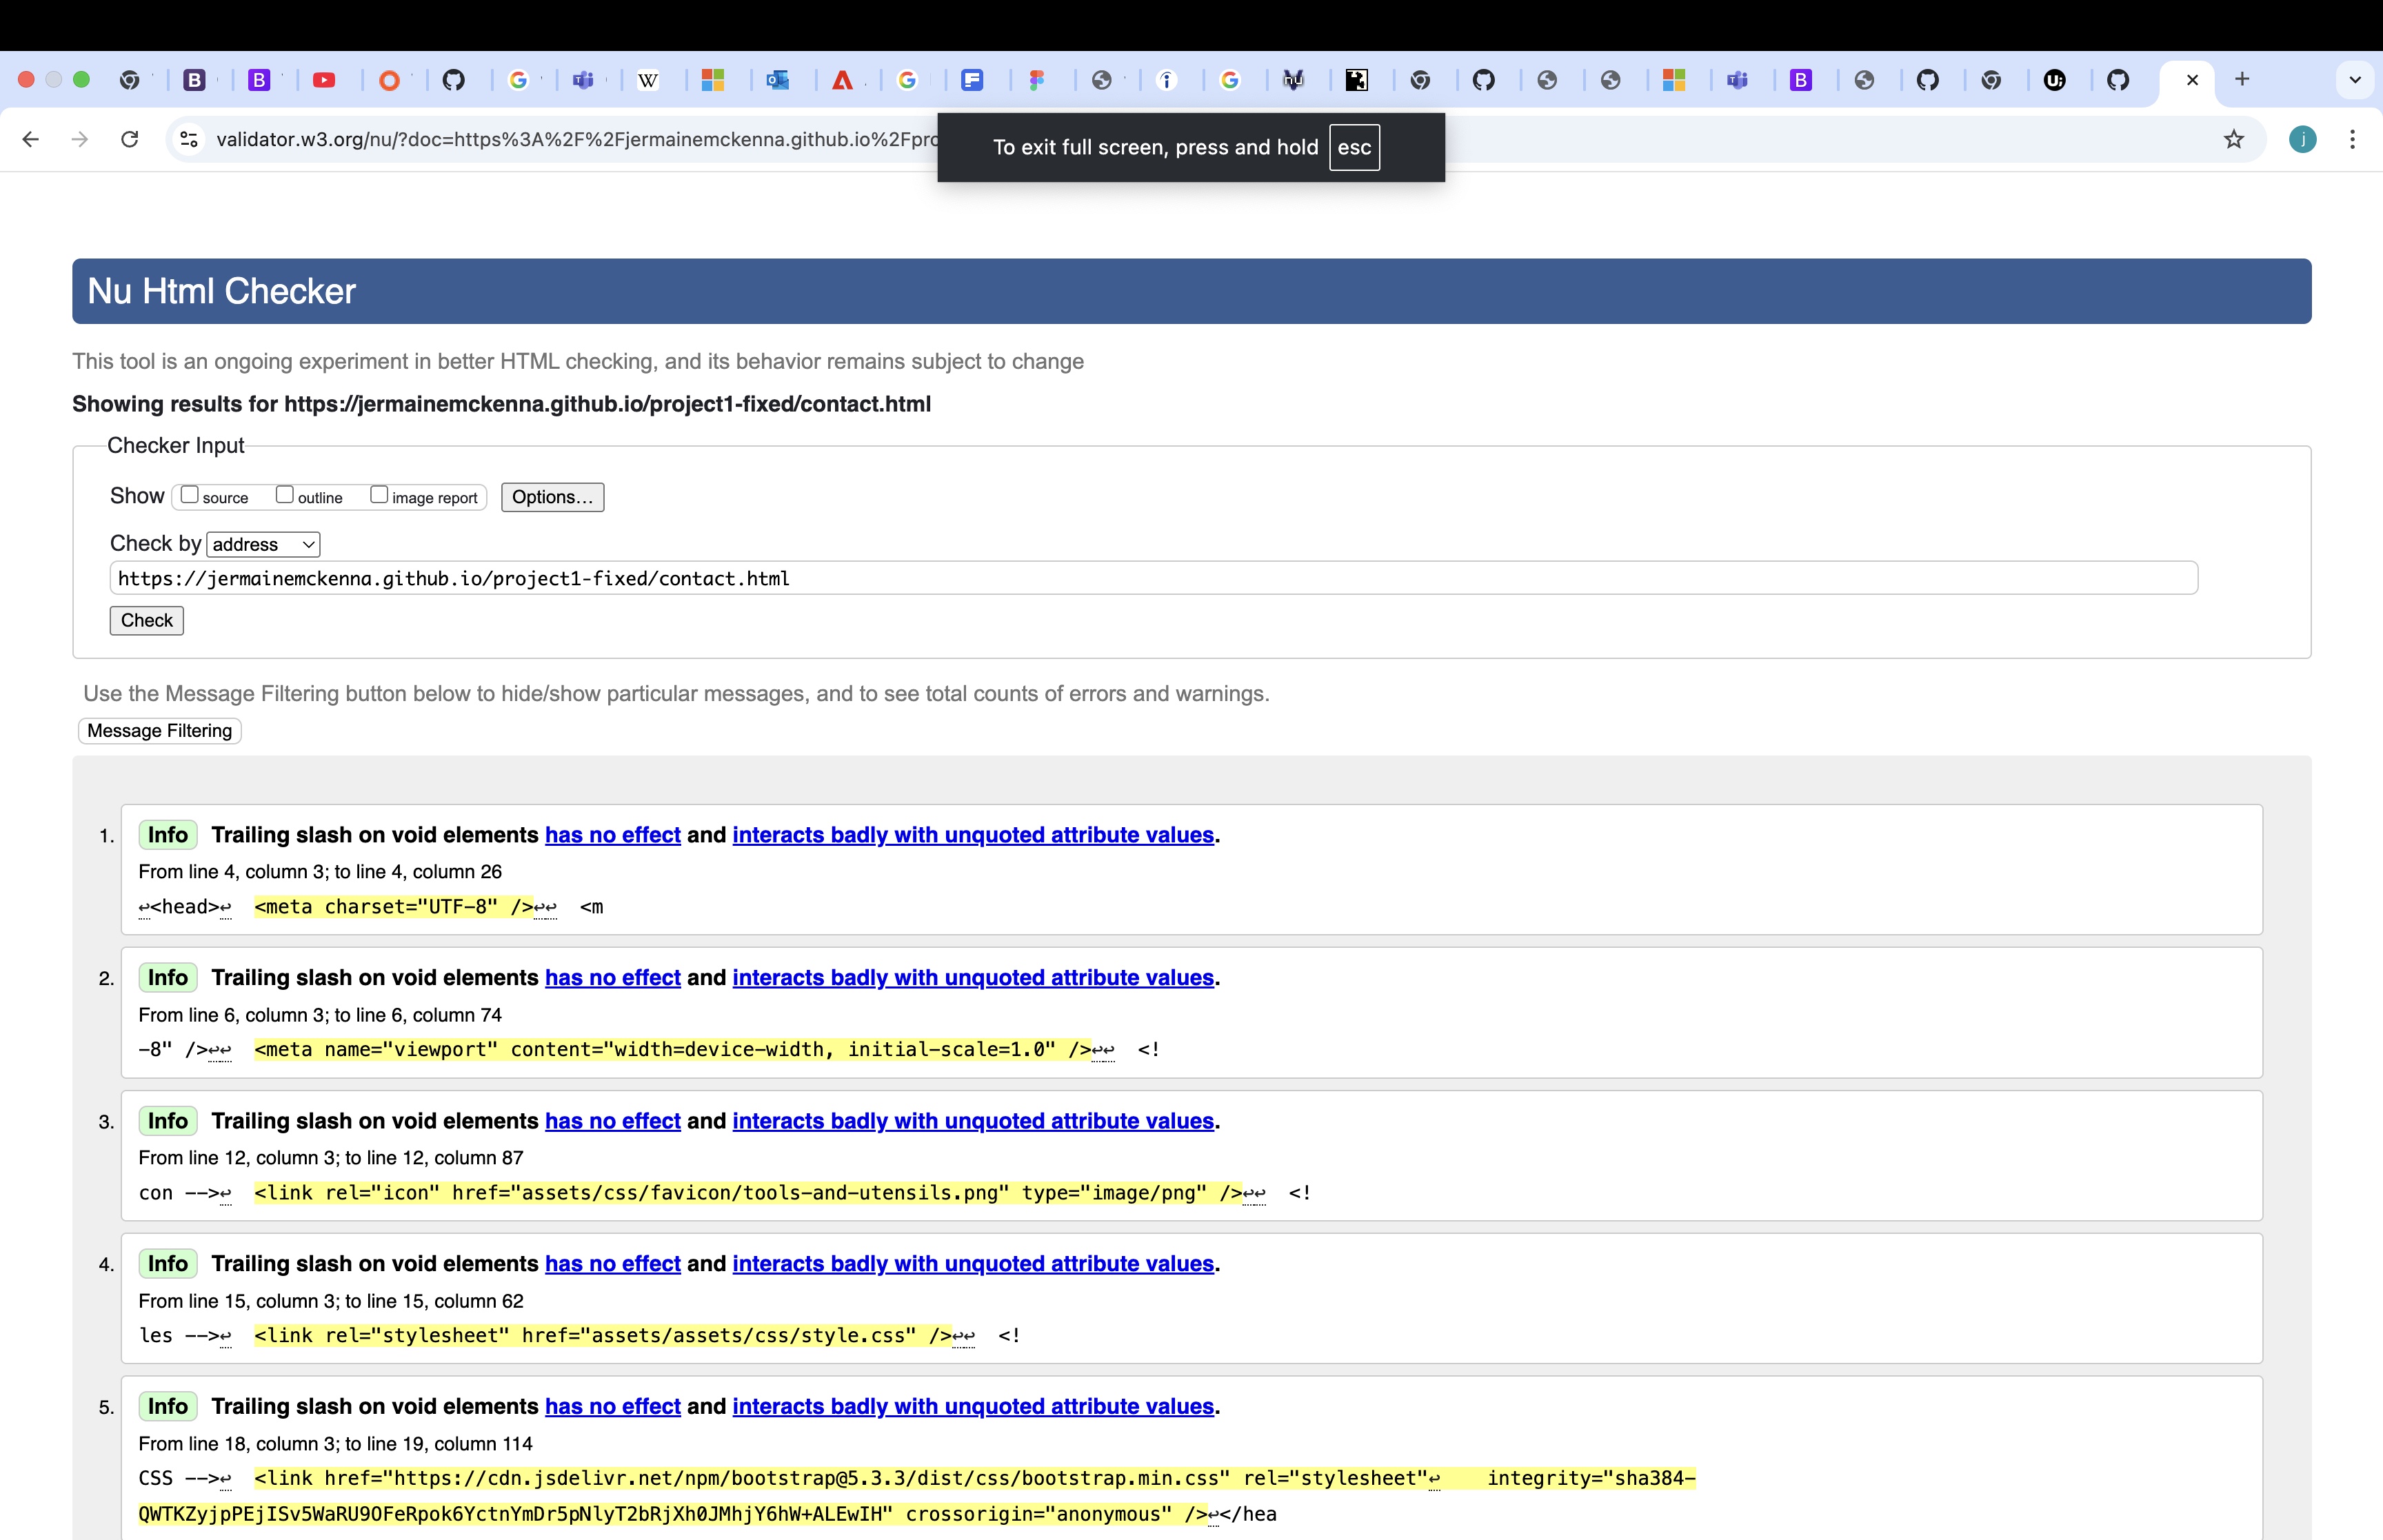 validator.w3.org/nu/?doc=https%3A%2F%2Fjermainemckenna.github.io%2Fpro
To exit full screen, press and hold esc
j
Nu Html Checker
This tool is an ongoing experiment in better HTML checking, and its behavior remains subject to change
Showing results for https://jermainemckenna.github.io/project1-fixed/contact.html
Checker Input
Show source outline image report Options...
Check by address
https://jermainemckenna.github.io/project1-fixed/contact.html
Check
Use the Message Filtering button below to hide/show particular messages, and to see total counts of errors and warnings.
Message Filtering
1. Info Trailing slash on void elements has no effect and interacts badly with unquoted attribute values.
From line 4, column 3; to line 4, column 26
↩<head>↩ <meta charset="UTF-8" />↩↩ <m
2. Info Trailing slash on void elements has no effect and interacts badly with unquoted attribute values.
From line 6, column 3; to line 6, column 74
-8" />↩↩ <meta name="viewport" content="width=device-width, initial-scale=1.0" />↩↩ <!
3. Info Trailing slash on void elements has no effect and interacts badly with unquoted attribute values.
From line 12, column 3; to line 12, column 87
con -->↩ <link rel="icon" href="assets/css/favicon/tools-and-utensils.png" type="image/png" />↩↩ <!
4. Info Trailing slash on void elements has no effect and interacts badly with unquoted attribute values.
From line 15, column 3; to line 15, column 62
les -->↩ <link rel="stylesheet" href="assets/assets/css/style.css" />↩↩ <!
5. Info Trailing slash on void elements has no effect and interacts badly with unquoted attribute values.
From line 18, column 3; to line 19, column 114
CSS -->↩ <link href="https://cdn.jsdelivr.net/npm/bootstrap@5.3.3/dist/css/bootstrap.min.css" rel="stylesheet"↩ integrity="sha384-
QWTKZyjpPEjISv5WaRU9OFeRpok6YctnYmDr5pNlyT2bRjXh0JMhjY6hW+ALEwIH" crossorigin="anonymous" />↩</hea